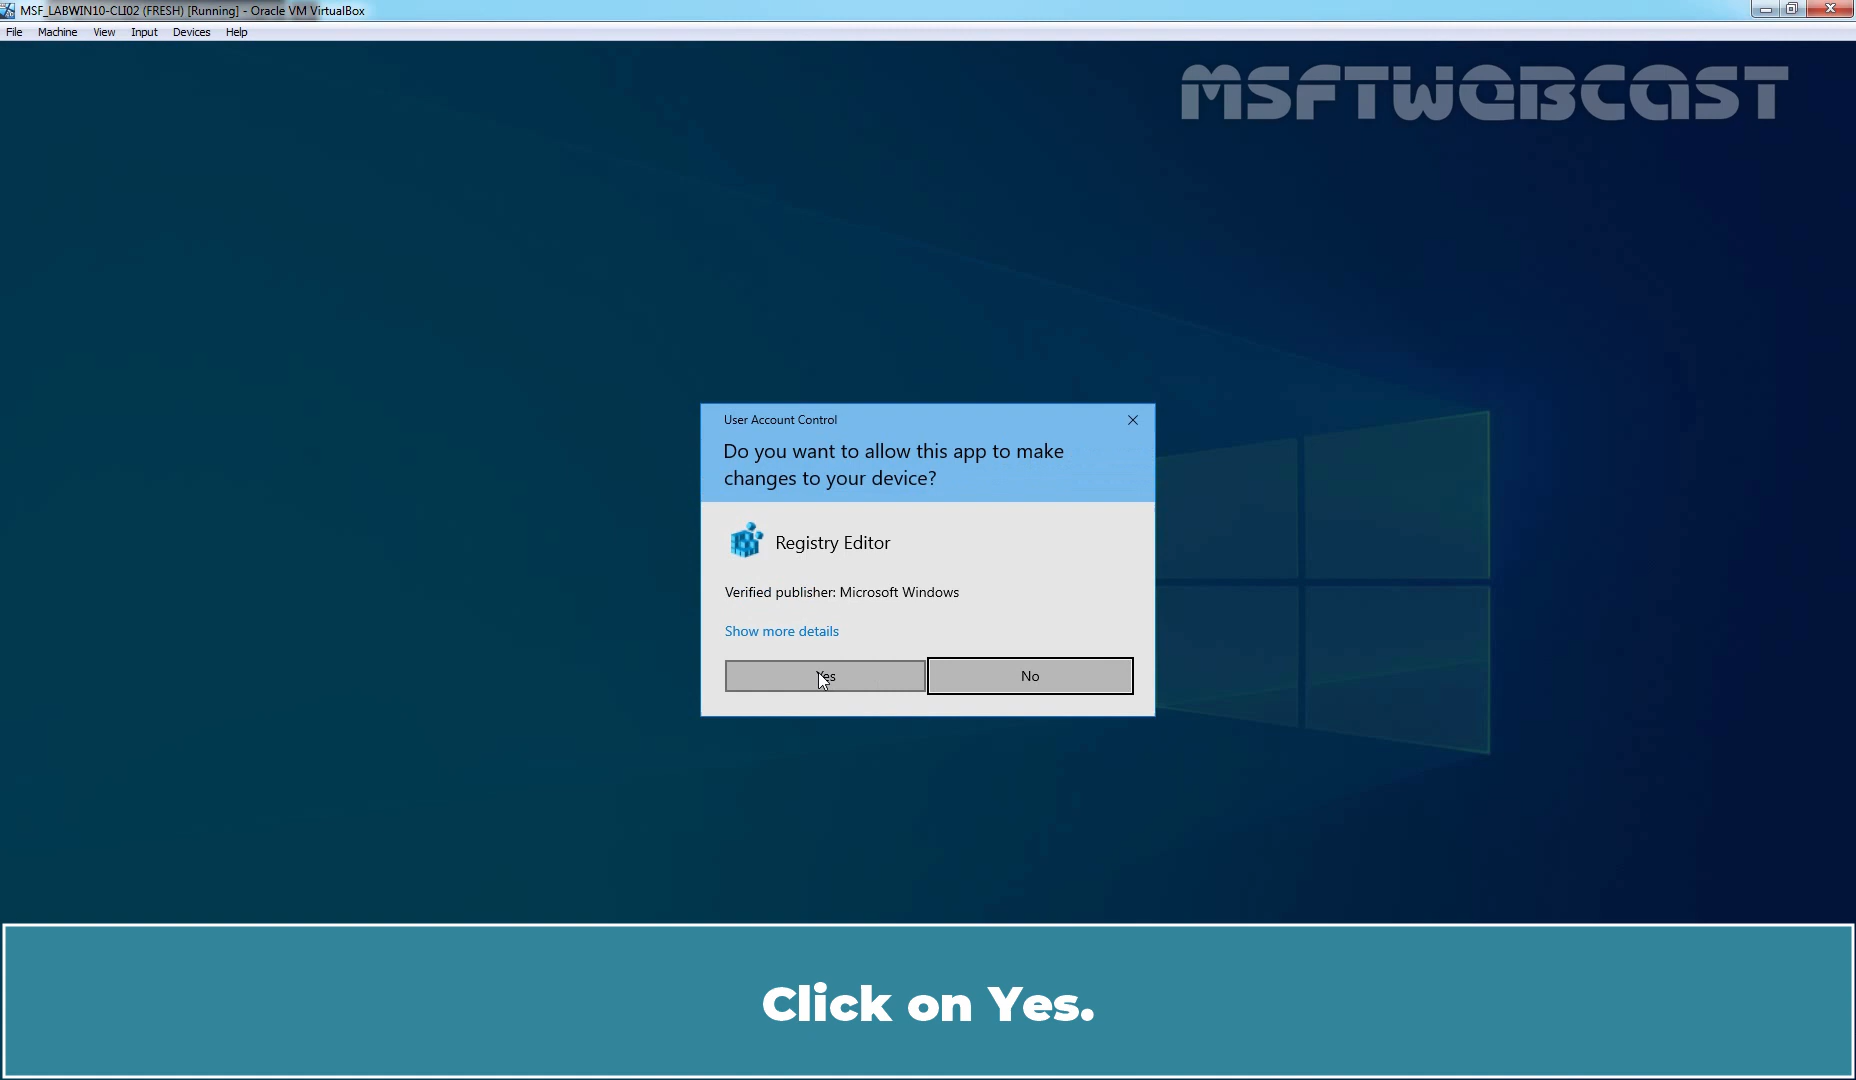 MSF_LABWIN10-CLI02 (FRESH) [Running] - Oracle VM VirtualBox
File Machine View Input Devices Help
MSFTWEBCAST
User Account Control
Do you want to allow this app to make
changes to your device?
Registry Editor
Verified publisher: Microsoft Windows
Show more details
Yes No
Click on Yes.